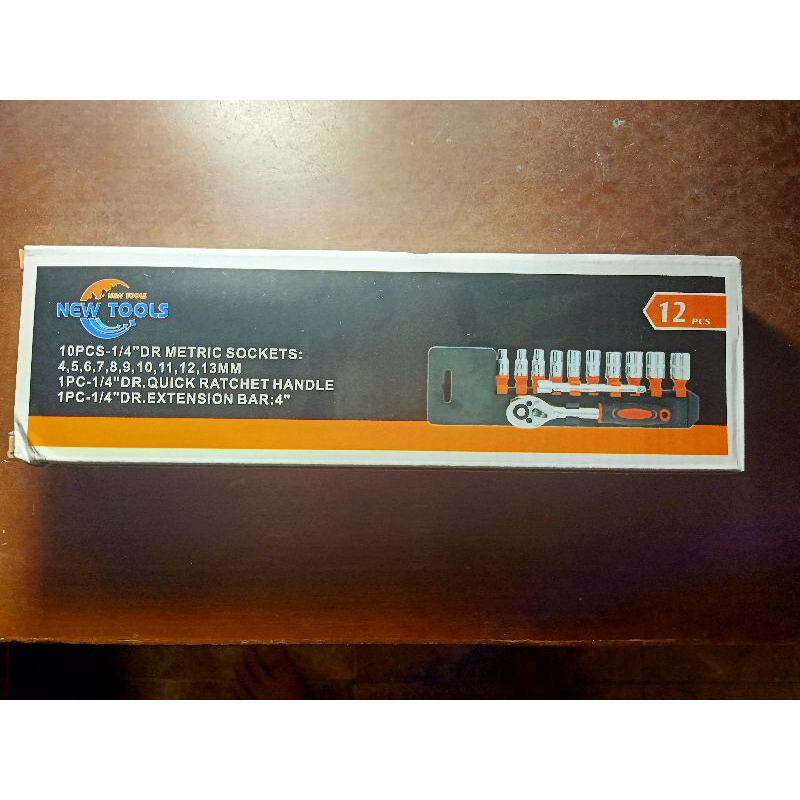 NEW TOOLS
NEW TOOLS
12 PCS
10PCS-1/4"DR METRIC SOCKETS:
4,5,6,7,8,9,10,11,12,13MM
1PC-1/4"DR.QUICK RATCHET HANDLE
1PC-1/4"DR.EXTENSION BAR:4"